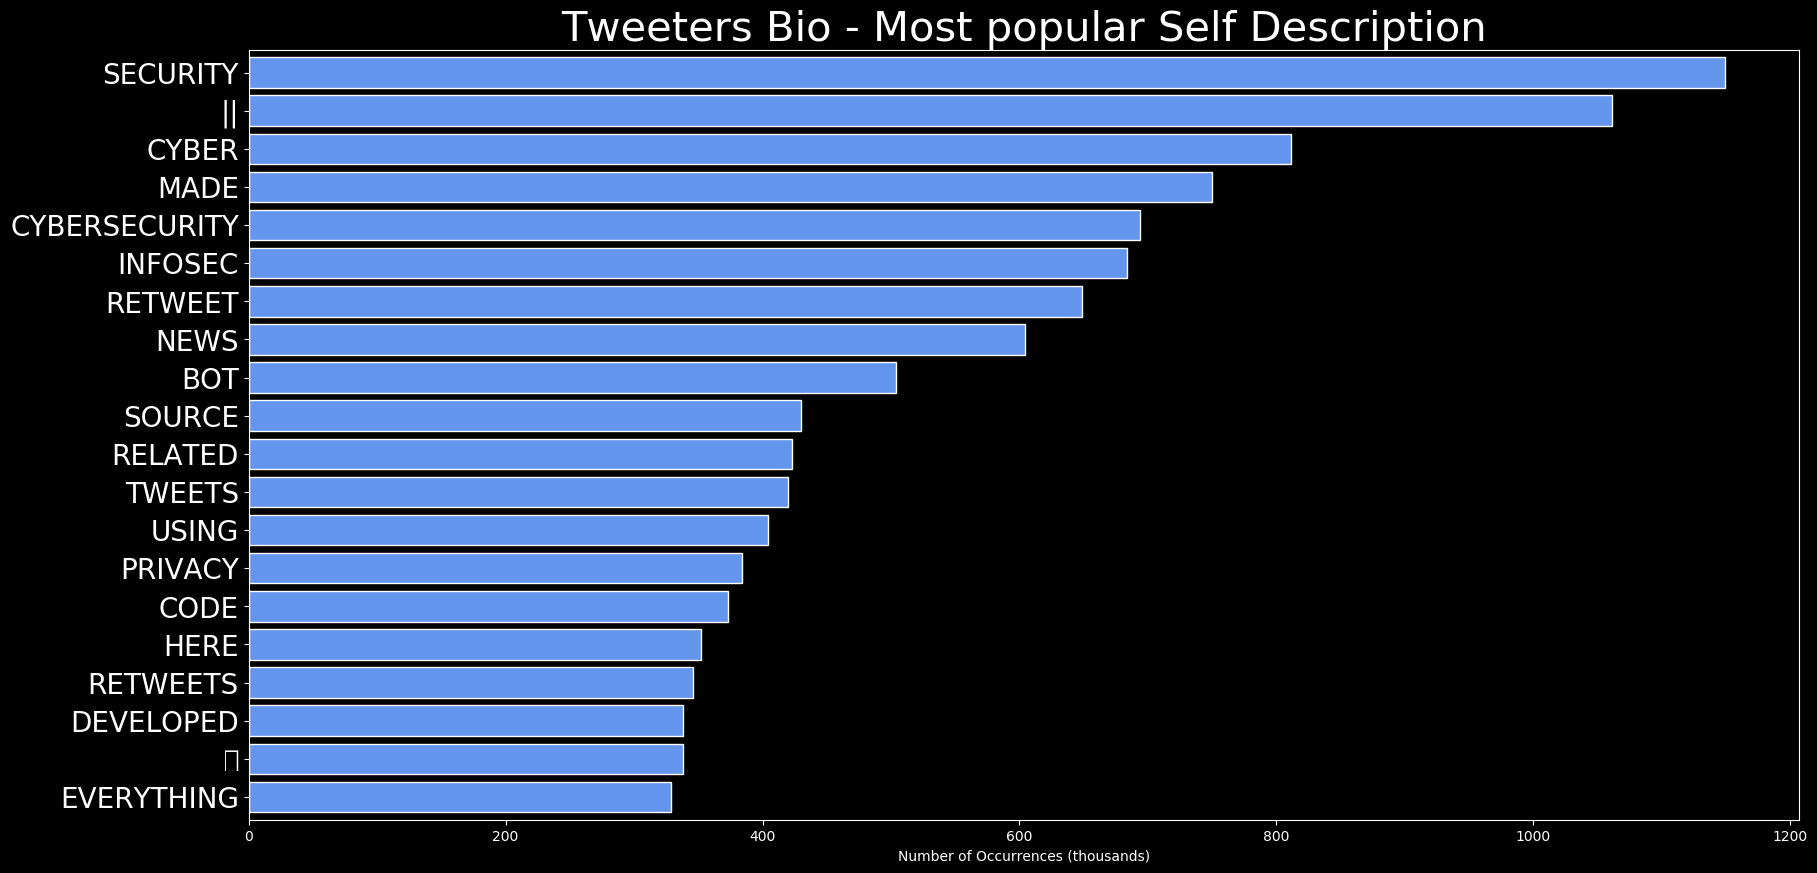 Tweeters Bio - Most popular Self Description
SECURITY
||
CYBER
MADE
CYBERSECURITY
INFOSEC
RETWEET
NEWS
BOT
SOURCE
RELATED
TWEETS
USING
PRIVACY
CODE
HERE
RETWEETS
DEVELOPED
EVERYTHING
0 200 400 600 800 1000 1200
Number of Occurrences (thousands)